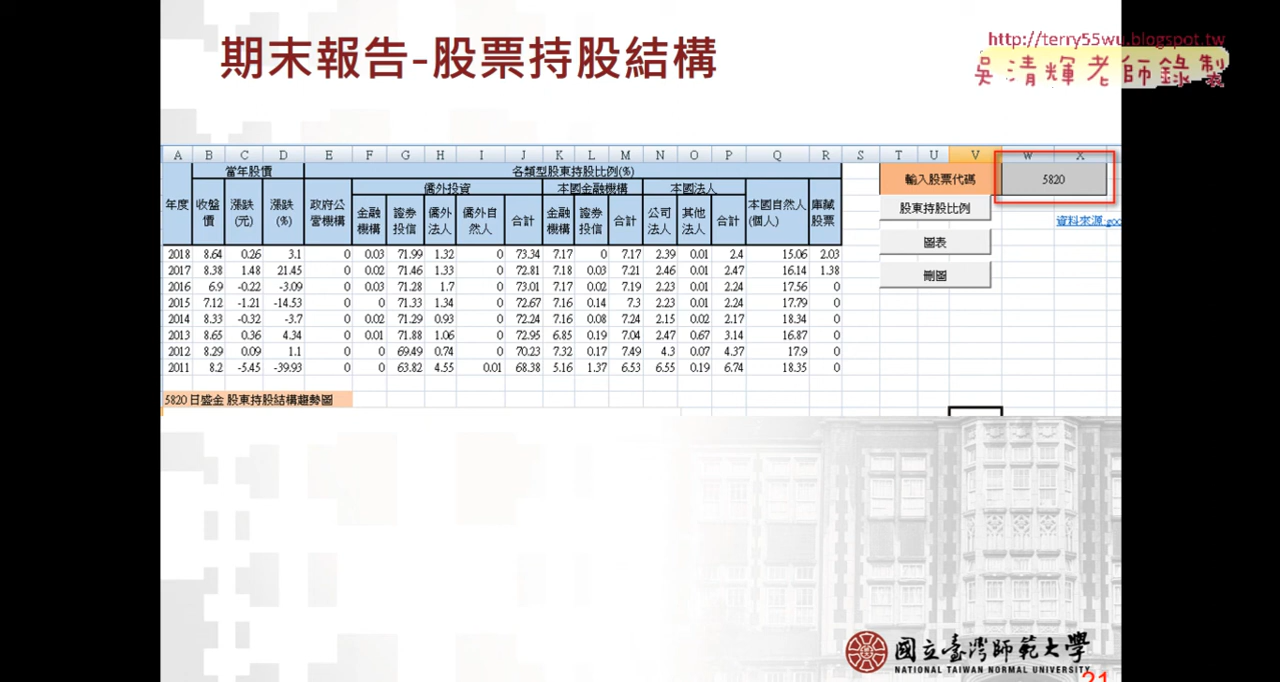 期末報告-股票持股結構
http://terry55wu.blogspot.tw
吳清輝老師錄製
A B C D E F G H I J K L M N O P Q R S T U V W X
當年股價 各類型股東持股比例(%)
輸入股票代碼 5820
僑外投資 本國金融機構 本國法人
年度 收盤價 漲跌(元) 漲跌(%) 政府公營機構 金融機構 證券投信 僑外法人 僑外自然人 合計 金融機構 證券投信 合計 公司法人 其他法人 合計 本國自然人(個人) 庫藏股票
股東持股比例
資料來源:goo
圖表
刪圖
2018 8.64 0.26 3.1 0 0.03 71.99 1.32 0 73.34 7.17 0 7.17 2.39 0.01 2.4 15.06 2.03
2017 8.38 1.48 21.45 0 0.02 71.46 1.33 0 72.81 7.18 0.03 7.21 2.46 0.01 2.47 16.14 1.38
2016 6.9 -0.22 -3.09 0 0.03 71.28 1.7 0 73.01 7.17 0.02 7.19 2.23 0.01 2.24 17.56 0
2015 7.12 -1.21 -14.53 0 0 71.33 1.34 0 72.67 7.16 0.14 7.3 2.23 0.01 2.24 17.79 0
2014 8.33 -0.32 -3.7 0 0.02 71.29 0.93 0 72.24 7.16 0.08 7.24 2.15 0.02 2.17 18.34 0
2013 8.65 0.36 4.34 0 0.01 71.88 1.06 0 72.95 6.85 0.19 7.04 2.47 0.67 3.14 16.87 0
2012 8.29 0.09 1.1 0 0 69.49 0.74 0 70.23 7.32 0.17 7.49 4.3 0.07 4.37 17.9 0
2011 8.2 -5.45 -39.93 0 0 63.82 4.55 0.01 68.38 5.16 1.37 6.53 6.55 0.19 6.74 18.35 0
5820 日盛金 股東持股結構趨勢圖
國立臺灣師範大學
NATIONAL TAIWAN NORMAL UNIVERSITY
21